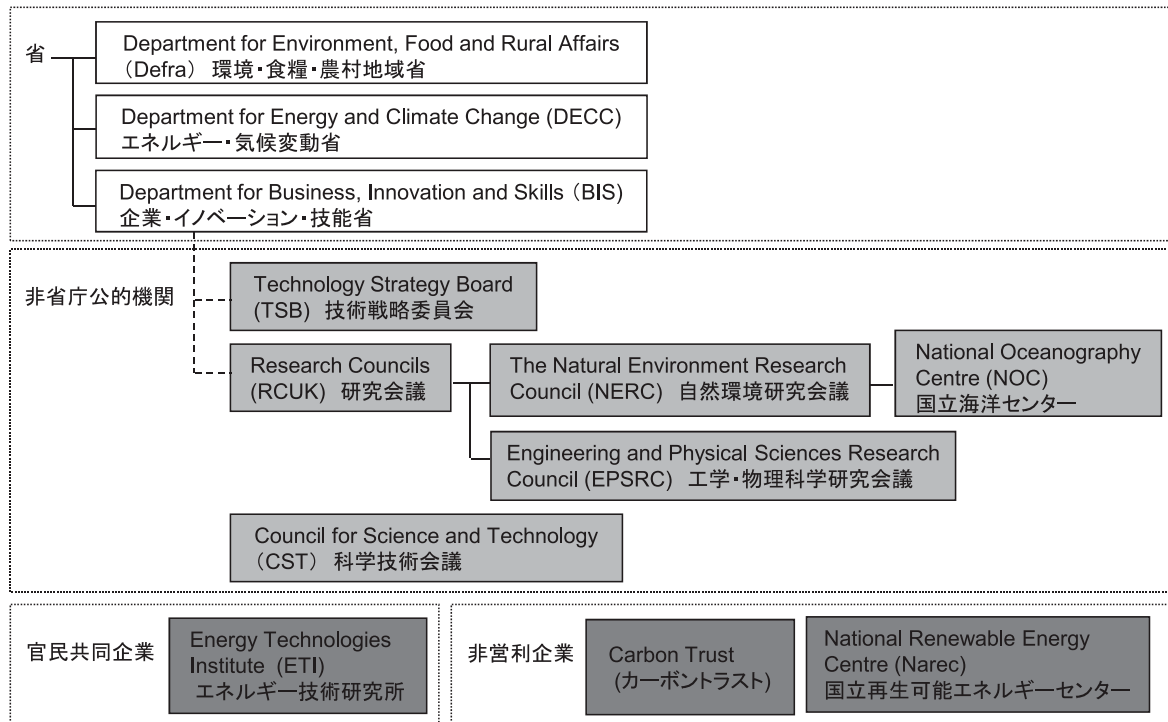 省
Department for Environment, Food and Rural Affairs
（Defra） 環境・食糧・農村地域省
Department for Energy and Climate Change (DECC)
エネルギー・気候変動省
Department for Business, Innovation and Skills （BIS)
企業・イノベーション・技能省
非省庁公的機関
Technology Strategy Board
(TSB) 技術戦略委員会
Research Councils
(RCUK) 研究会議
The Natural Environment Research
Council (NERC) 自然環境研究会議
National Oceanography
Centre (NOC)
国立海洋センター
Engineering and Physical Sciences Research
Council (EPSRC) 工学・物理科学研究会議
Council for Science and Technology
（CST） 科学技術会議
官民共同企業
Energy Technologies
Institute （ETI)
エネルギー技術研究所
非営利企業
Carbon Trust
(カーボントラスト)
National Renewable Energy
Centre (Narec)
国立再生可能エネルギーセンター